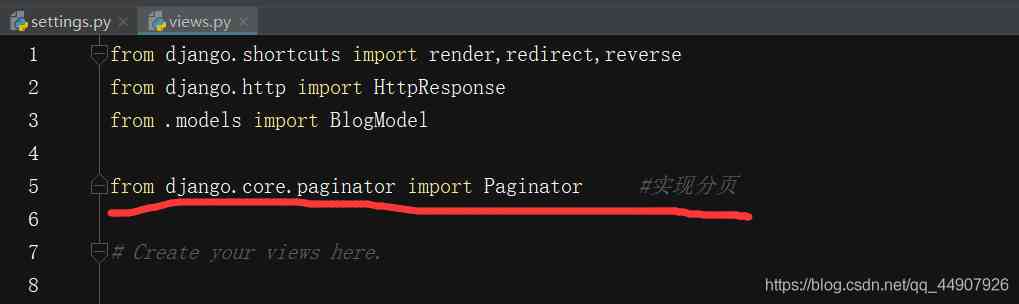 settings.py
views.py
1 from django.shortcuts import render,redirect,reverse
2 from django.http import HttpResponse
3 from .models import BlogModel
4
5 from django.core.paginator import Paginator #实现分页
6
7 # Create your views here.
8
https://blog.csdn.net/qq_44907926